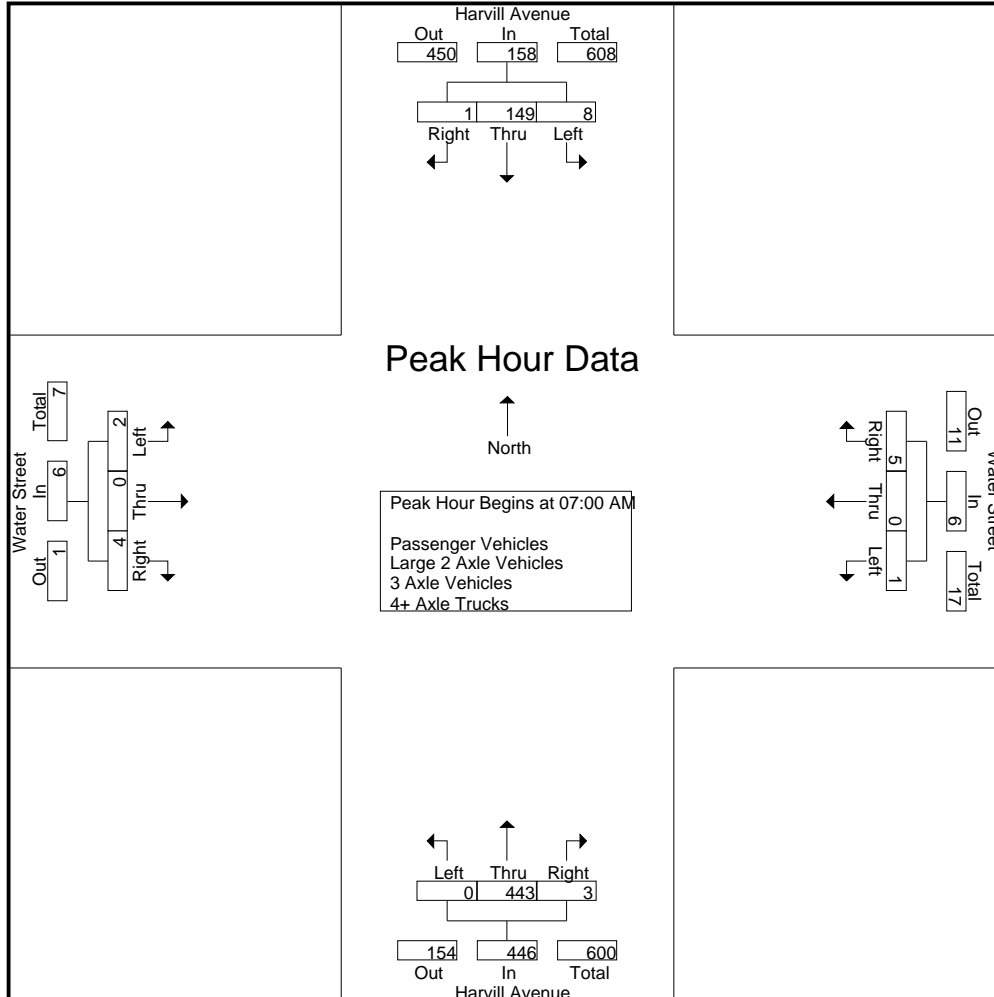 Harvill Avenue
Out In Total
450 158 608
1 149 8
Right Thru Left
Peak Hour Data
North
Peak Hour Begins at 07:00 AM
Passenger Vehicles
Large 2 Axle Vehicles
3 Axle Vehicles
4+ Axle Trucks
Water Street
Out In Total
1 6 7
4 0 2
Right Thru Left
Water Street
Out In Total
11 6 17
5 0 1
Right Thru Left
Left Thru Right
0 443 3
154 446 600
Out In Total
Harvill Avenue